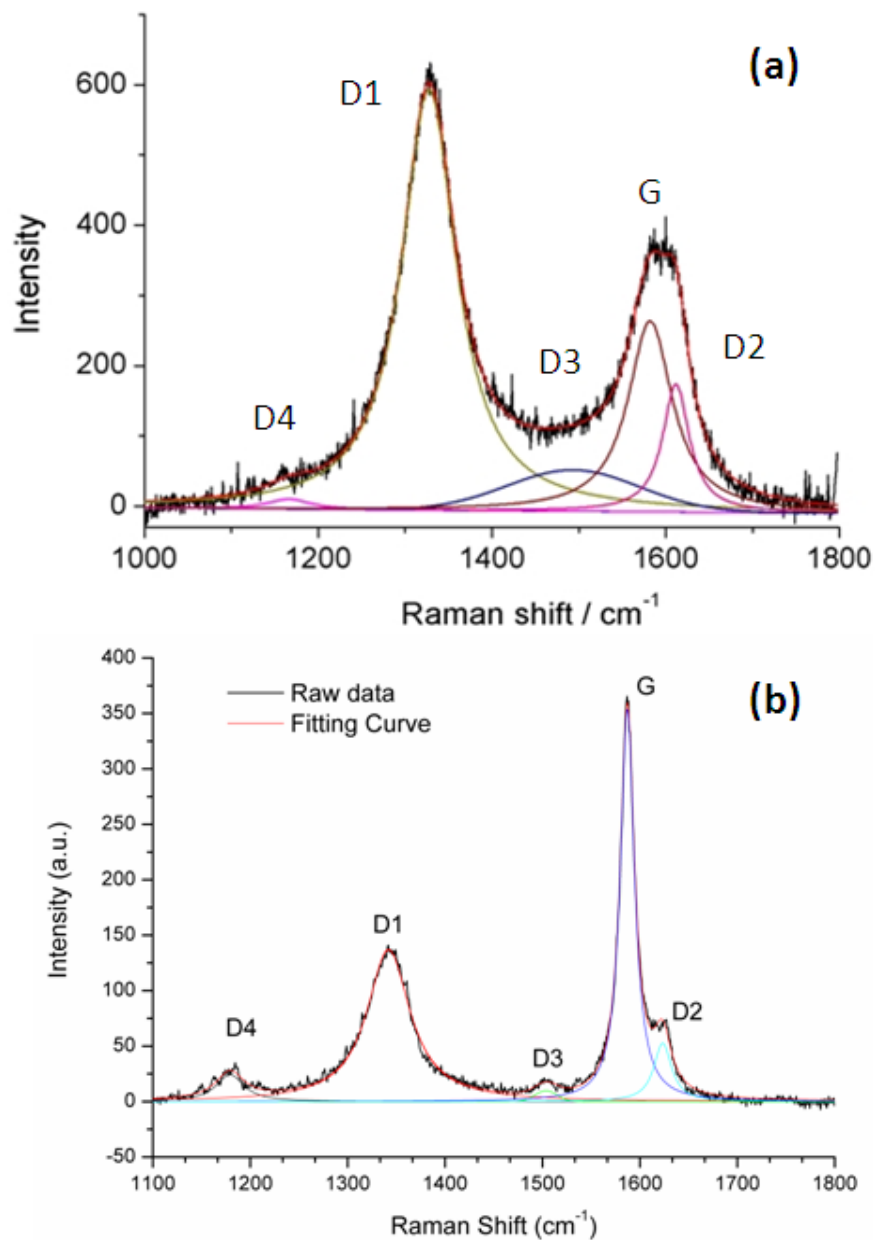 (a)
600
D1
G
400
Intensity
D3
D2
200
D4
0
1000 1200 1400 1600 1800
Raman shift / cm⁻¹
400
Raw data
G
(b)
350
Fitting Curve
300
250
Intensity (a.u.)
200
150
D1
100
D2
D4
50
D3
0
-50
1100 1200 1300 1400 1500 1600 1700 1800
Raman Shift (cm⁻¹)